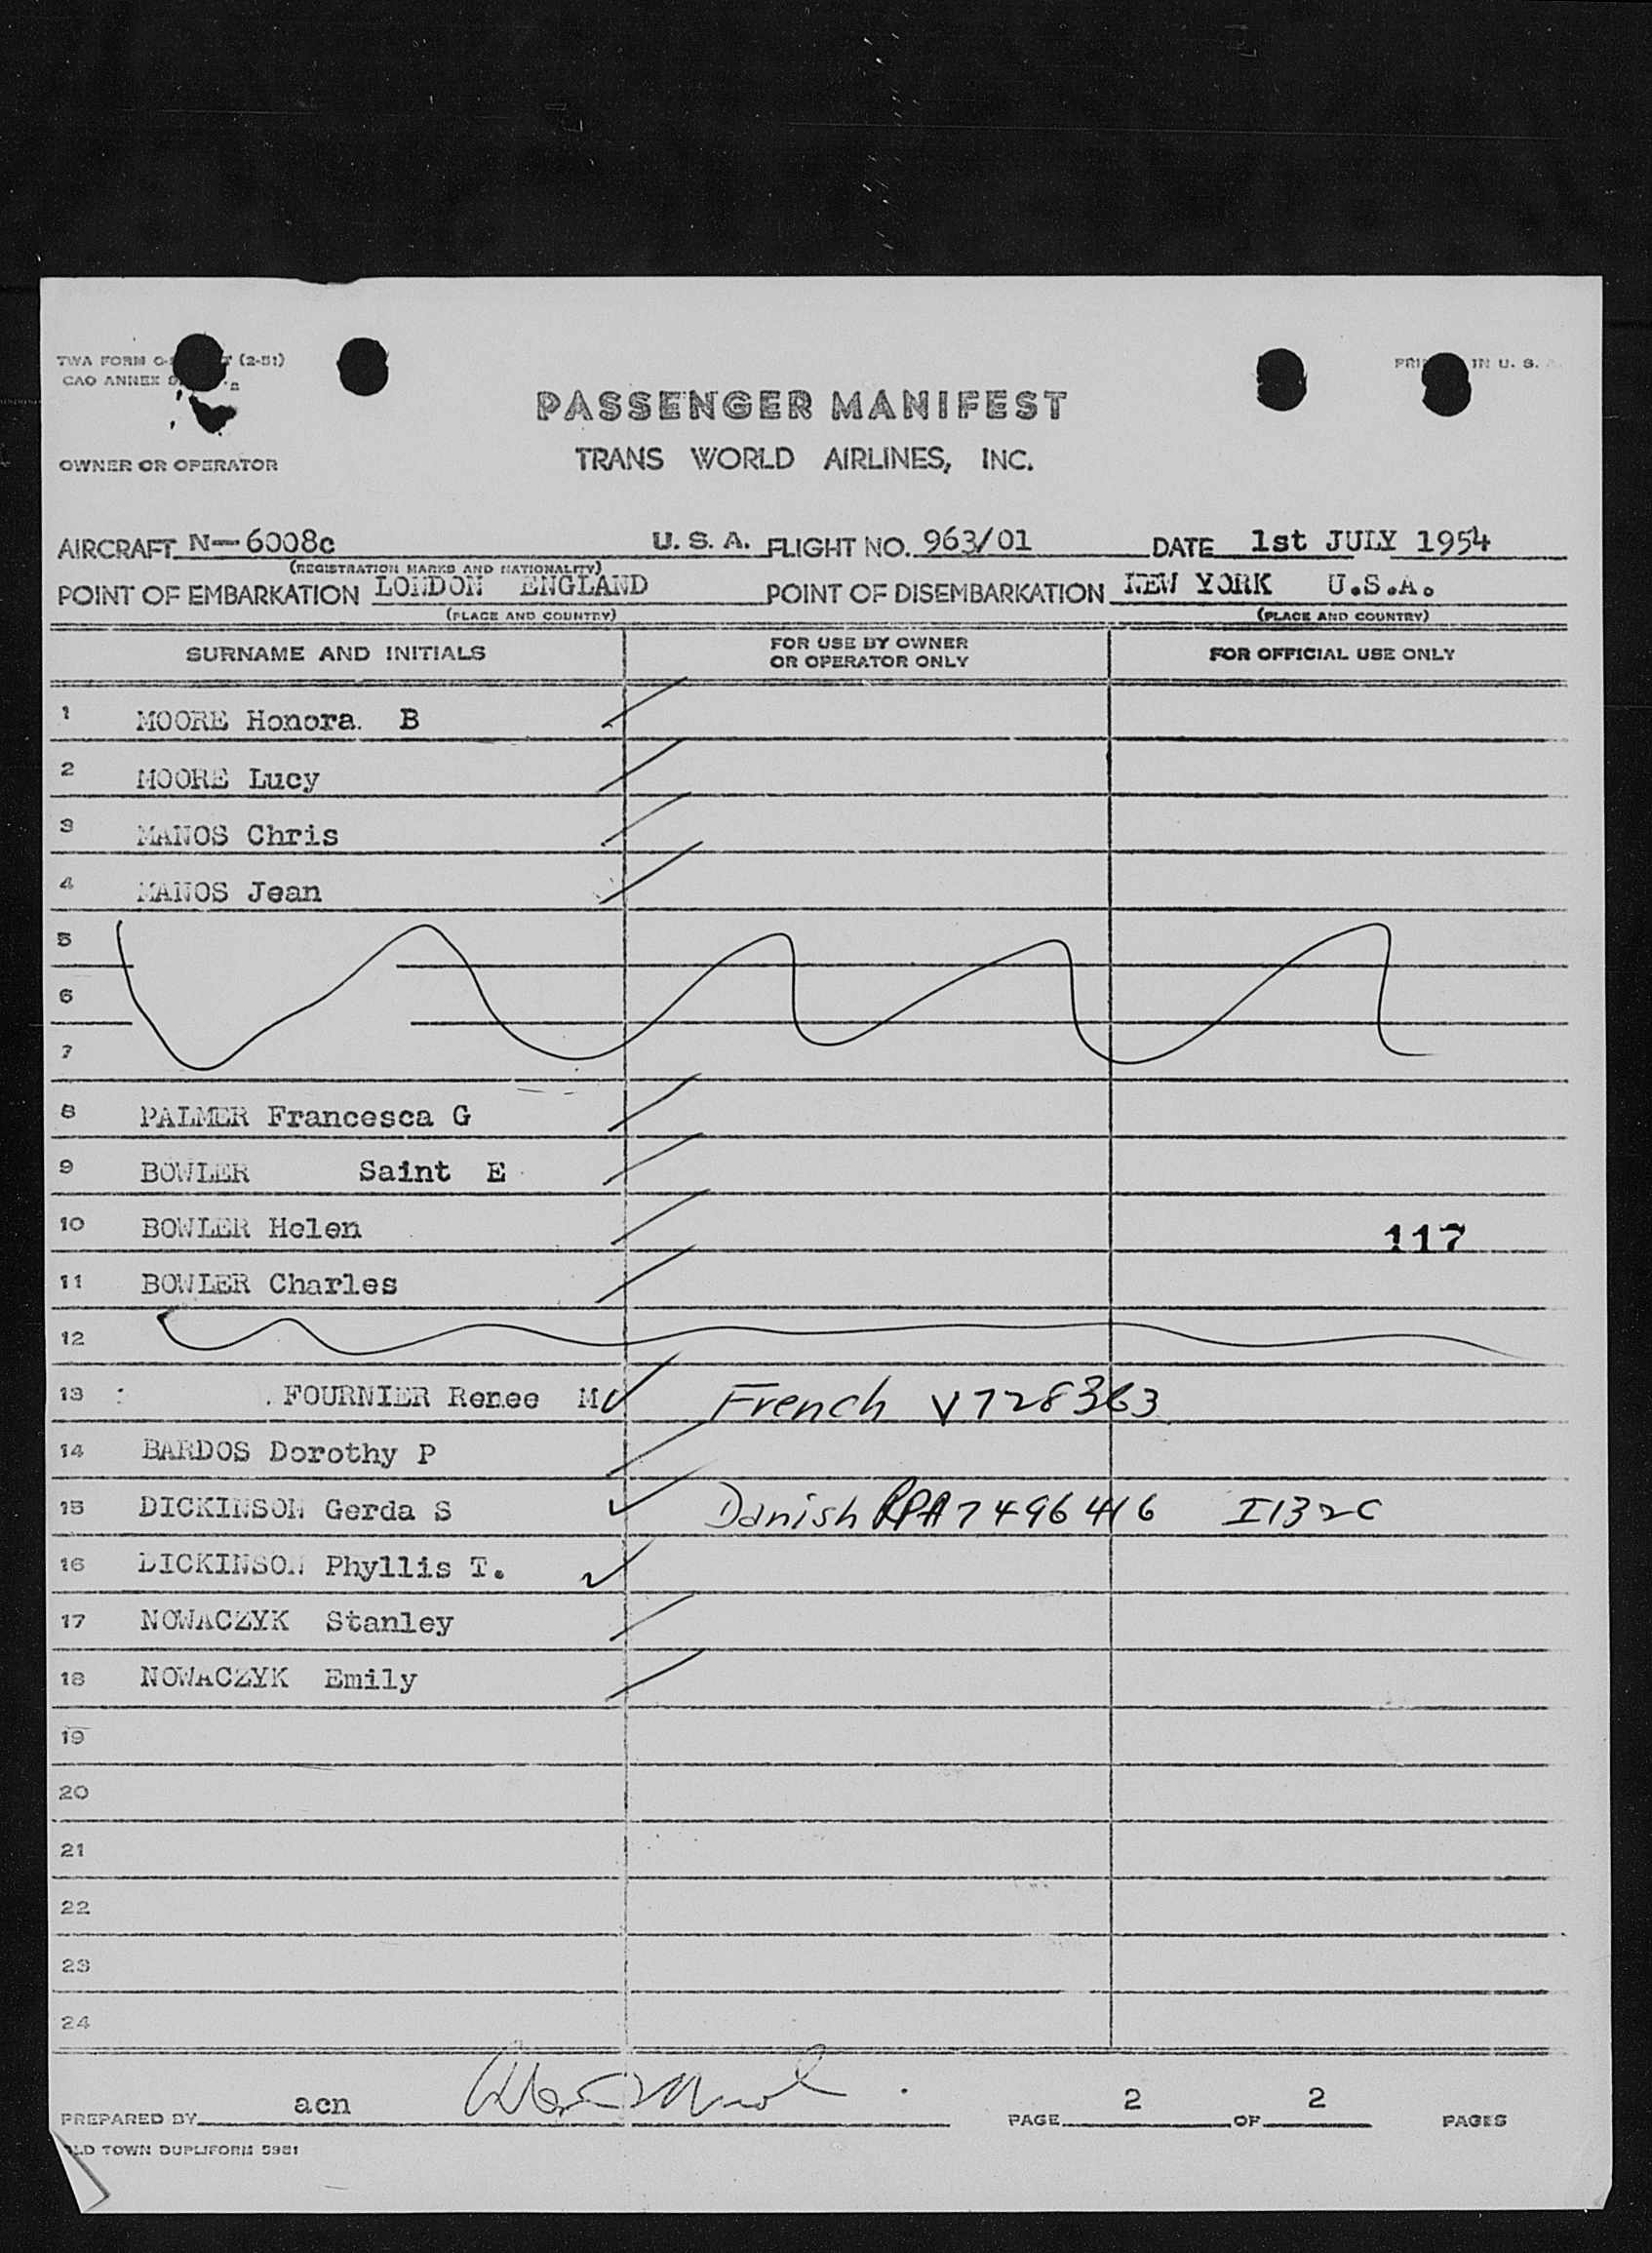 TWA FORM (2-51)
PRINTED IN U. S. A.
CAO ANNEX
PASSENGER MANIFEST
OWNER OR OPERATOR
TRANS WORLD AIRLINES, INC.
AIRCRAFT N-6008c U. S. A. FLIGHT NO. 963/01 DATE 1st JULY 1954
(REGISTRATION MARKS AND NATIONALITY)
POINT OF EMBARKATION LONDON ENGLAND POINT OF DISEMBARKATION NEW YORK U.S.A.
(PLACE AND COUNTRY) (PLACE AND COUNTRY)
SURNAME AND INITIALS FOR USE BY OWNER OR OPERATOR ONLY FOR OFFICIAL USE ONLY
1 MOORE Honora. B
2 MOORE Lucy
3 MANOS Chris
4 MANOS Jean
5
6
7
8 PALMER Francesca G
9 BOWLER Saint E
10 BOWLER Helen 117
11 BOWLER Charles
12
13 FOURNIER Renee M French V728363
14 BARDOS Dorothy P
15 DICKINSON Gerda S Danish 7496416 I132C
16 DICKINSON Phyllis T.
17 NOWACZYK Stanley
18 NOWACZYK Emily
19
20
21
22
23
24
PREPARED BY acn PAGE 2 OF 2 PAGES
OLD TOWN DUPLIFORM 5981